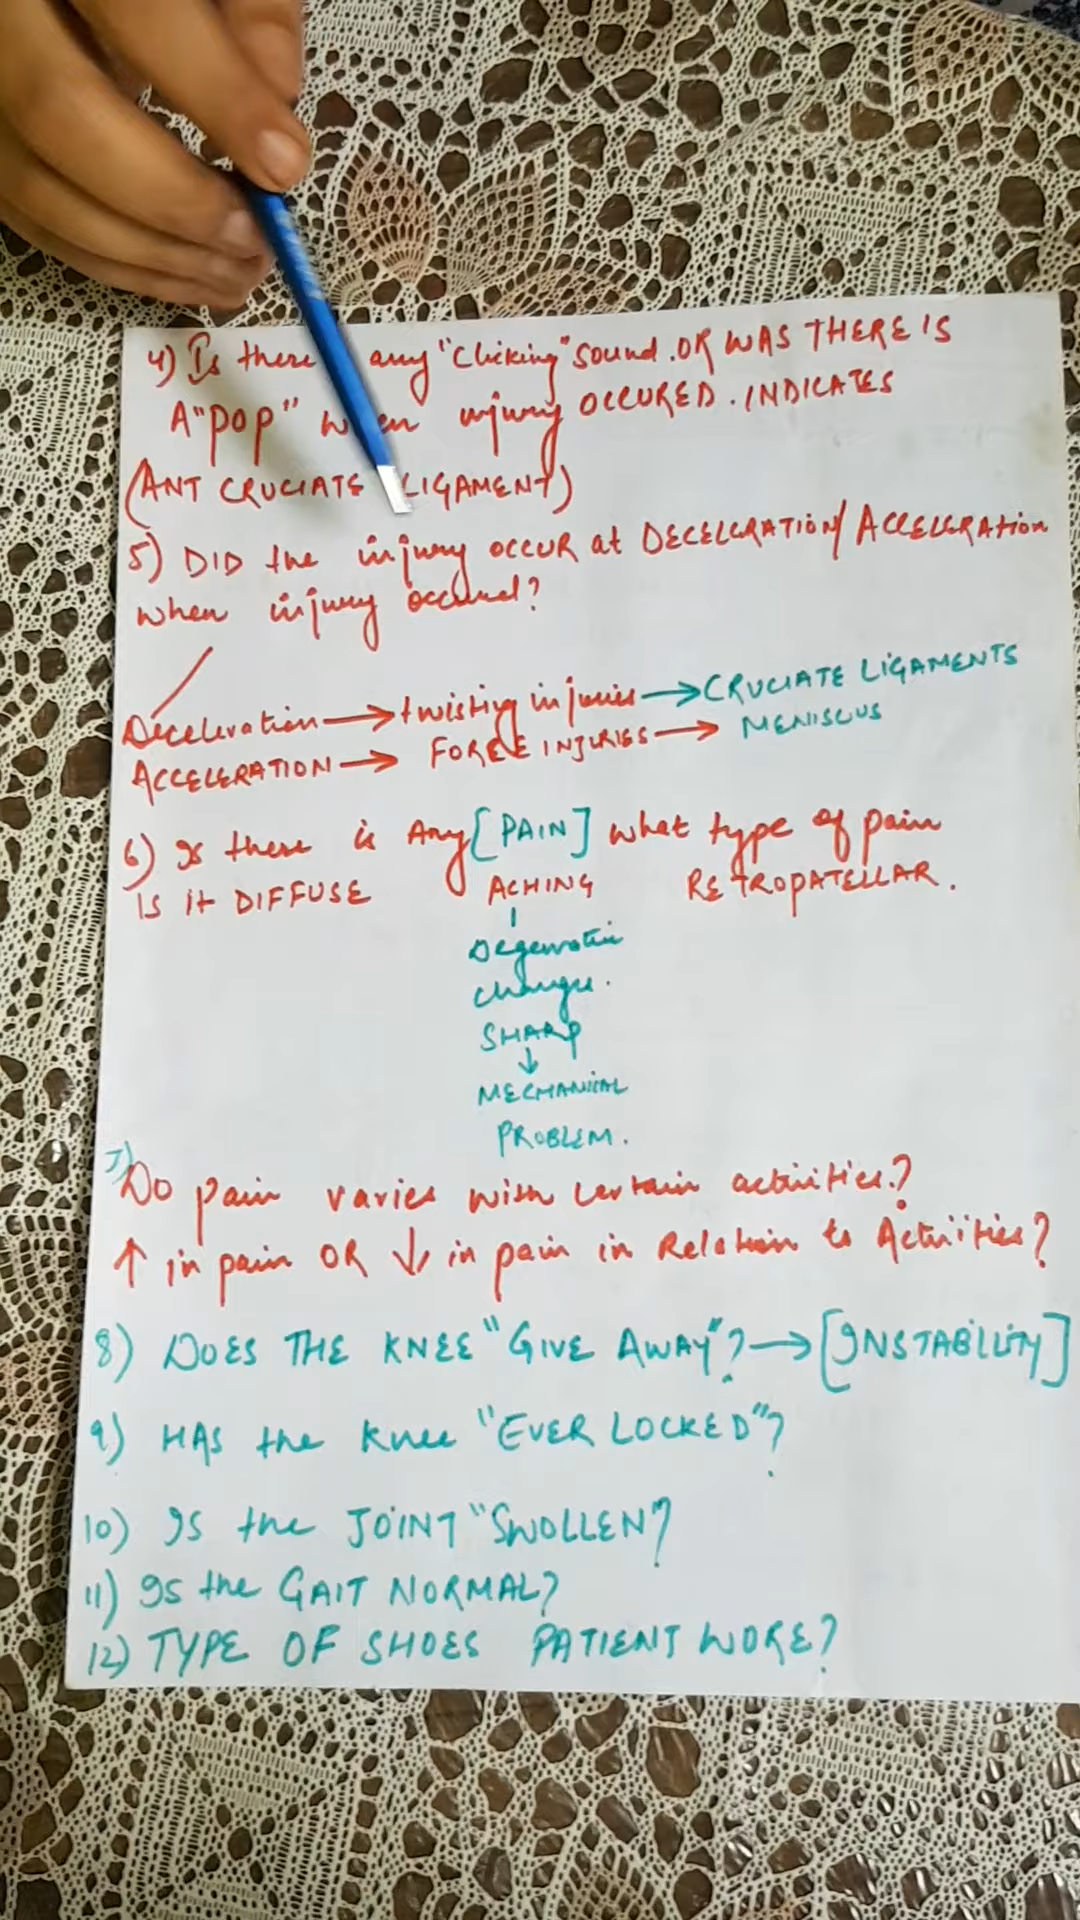 4) Is there any "Clicking" sound. OR WAS THERE IS
A "POP" when injury OCCURED. INDICATES
(ANT CRUCIATE LIGAMENT)
5) DID the injury OCCUR at DECELERATION/ACCELERATION
when injury occured?
Deceleration → twisting injuries → CRUCIATE LIGAMENTS
ACCELERATION → FORCE INJURIES → MENISCUS
6) Is there is Any [PAIN] what type of pain
Is it DIFFUSE ACHING RETROPATELLAR.
Degenrative
changes.
SHARP
↓
MECHANICAL
PROBLEM.
7) Do pain varies with certain activities?
↑ in pain OR ↓ in pain in Relation to Activities?
8) DOES THE KNEE "GIVE AWAY"? → [INSTABILITY]
9) HAS the knee "EVER LOCKED"?
10) Is the JOINT "SWOLLEN?
11) Is the GAIT NORMAL?
12) TYPE OF SHOES PATIENT WORE?